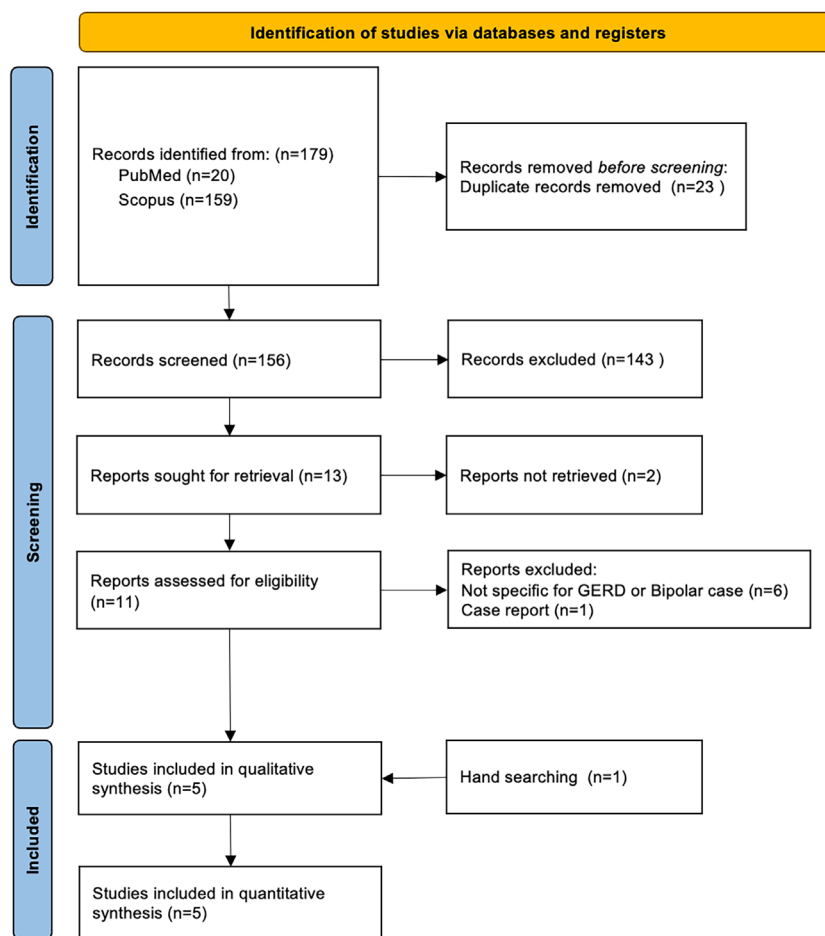 Identification of studies via databases and registers
Identification
Records identified from: (n=179)
PubMed (n=20)
Scopus (n=159)
Records removed before screening:
Duplicate records removed (n=23 )
Screening
Records screened (n=156)
Records excluded (n=143 )
Reports sought for retrieval (n=13)
Reports not retrieved (n=2)
Reports assessed for eligibility
(n=11)
Reports excluded:
Not specific for GERD or Bipolar case (n=6)
Case report (n=1)
Included
Studies included in qualitative
synthesis (n=5)
Hand searching (n=1)
Studies included in quantitative
synthesis (n=5)